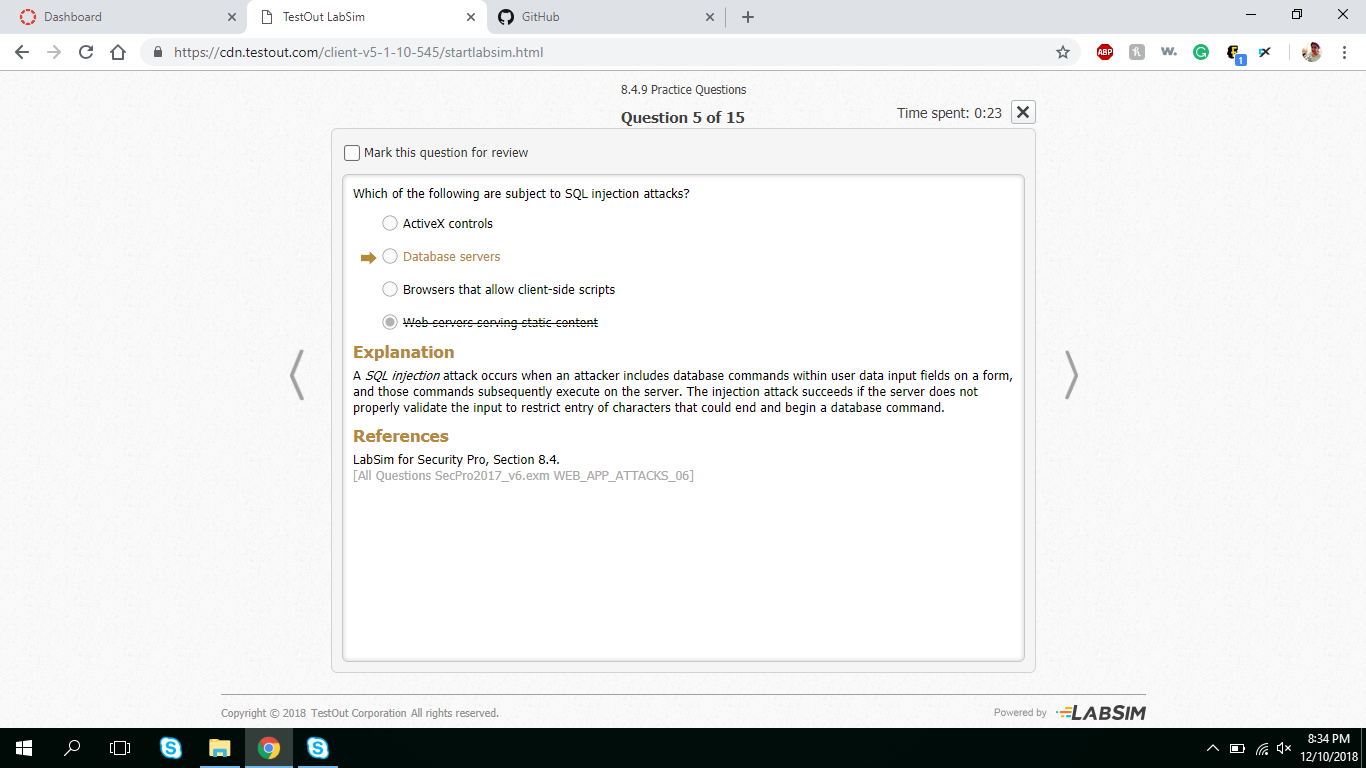 Dashboard
TestOut LabSim
GitHub
https://cdn.testout.com/client-v5-1-10-545/startlabsim.html
ABP
w.
1
8.4.9 Practice Questions
Question 5 of 15
Time spent: 0:23
Mark this question for review
Which of the following are subject to SQL injection attacks?
ActiveX controls
Database servers
Browsers that allow client-side scripts
Web servers serving static content
Explanation
A SQL injection attack occurs when an attacker includes database commands within user data input fields on a form,
and those commands subsequently execute on the server. The injection attack succeeds if the server does not
properly validate the input to restrict entry of characters that could end and begin a database command.
References
LabSim for Security Pro, Section 8.4.
[All Questions SecPro2017_v6.exm WEB_APP_ATTACKS_06]
Copyright © 2018 TestOut Corporation All rights reserved.
Powered by LABSIM
8:34 PM
12/10/2018